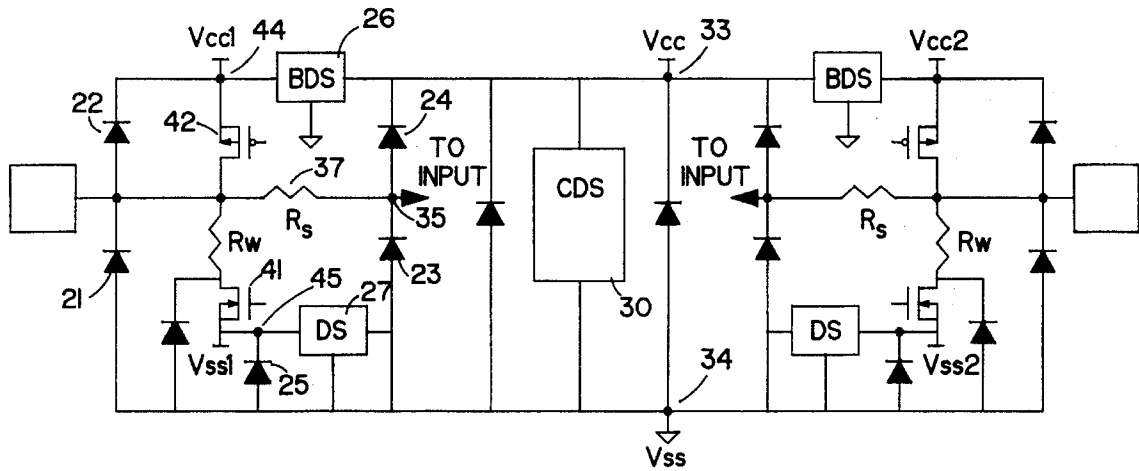 26
Vcc1 44
Vcc 33
Vcc2
BDS
BDS
22
24
42
TO INPUT
TO INPUT
CDS
37
35
Rs
Rs
Rw
Rw
23
21
41
45
27
30
DS
DS
Vss1
25
Vss2
34
Vss